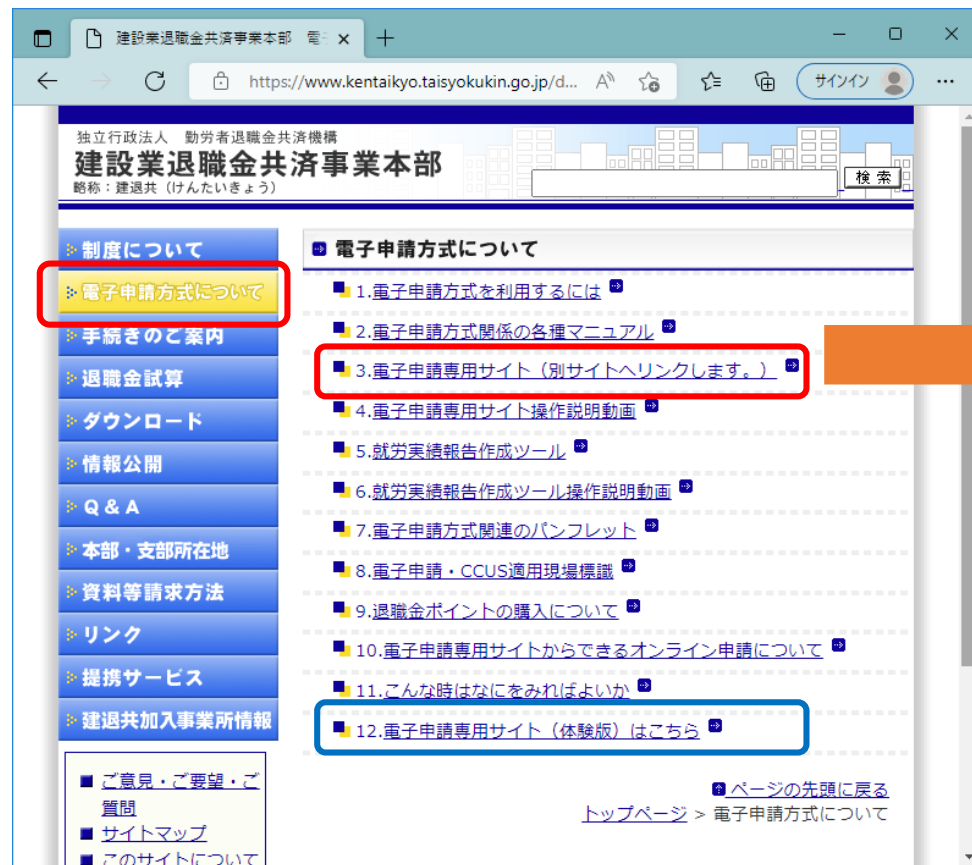 建設業退職金共済事業本部 電
https://www.kentaikyo.taisyokukin.go.jp/d...
サインイン
独立行政法人 勤労者退職金共済機構
建設業退職金共済事業本部
略称：建退共（けんたいきょう）
検 索
制度について
電子申請方式について
手続きのご案内
退職金試算
ダウンロード
情報公開
Q & A
本部・支部所在地
資料等請求方法
リンク
提携サービス
建退共加入事業所情報
ご意見・ご要望・ご
質問
サイトマップ
このサイトについて
電子申請方式について
1.電子申請方式を利用するには
2.電子申請方式関係の各種マニュアル
3.電子申請専用サイト（別サイトへリンクします。）
4.電子申請専用サイト操作説明動画
5.就労実績報告作成ツール
6.就労実績報告作成ツール操作説明動画
7.電子申請方式関連のパンフレット
8.電子申請・CCUS適用現場標識
9.退職金ポイントの購入について
10.電子申請専用サイトからできるオンライン申請について
11.こんな時はなにをみればよいか
12.電子申請専用サイト（体験版）はこちら
ページの先頭に戻る
トップページ > 電子申請方式について